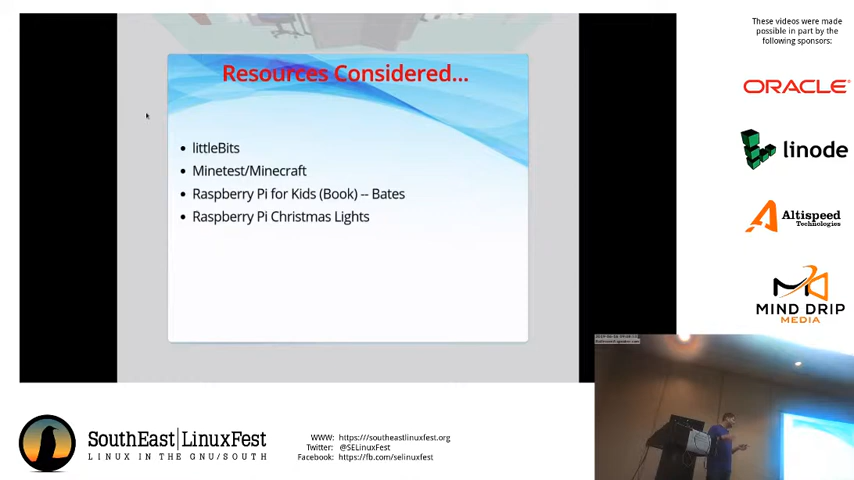 These videos were made
possible in part by the
following sponsors:
Resources Considered...
ORACLE
• littleBits
linode
• Minetest/Minecraft
• Raspberry Pi for Kids (Book) -- Bates
• Raspberry Pi Christmas Lights
Altispeed
Technologies
MIND DRIP
MEDIA
SouthEast|LinuxFest
LINUX IN THE GNU/SOUTH
WWW: https:///southeastlinuxfest.org
Twitter: @SELinuxFest
Facebook: https://fb.com/selinuxfest